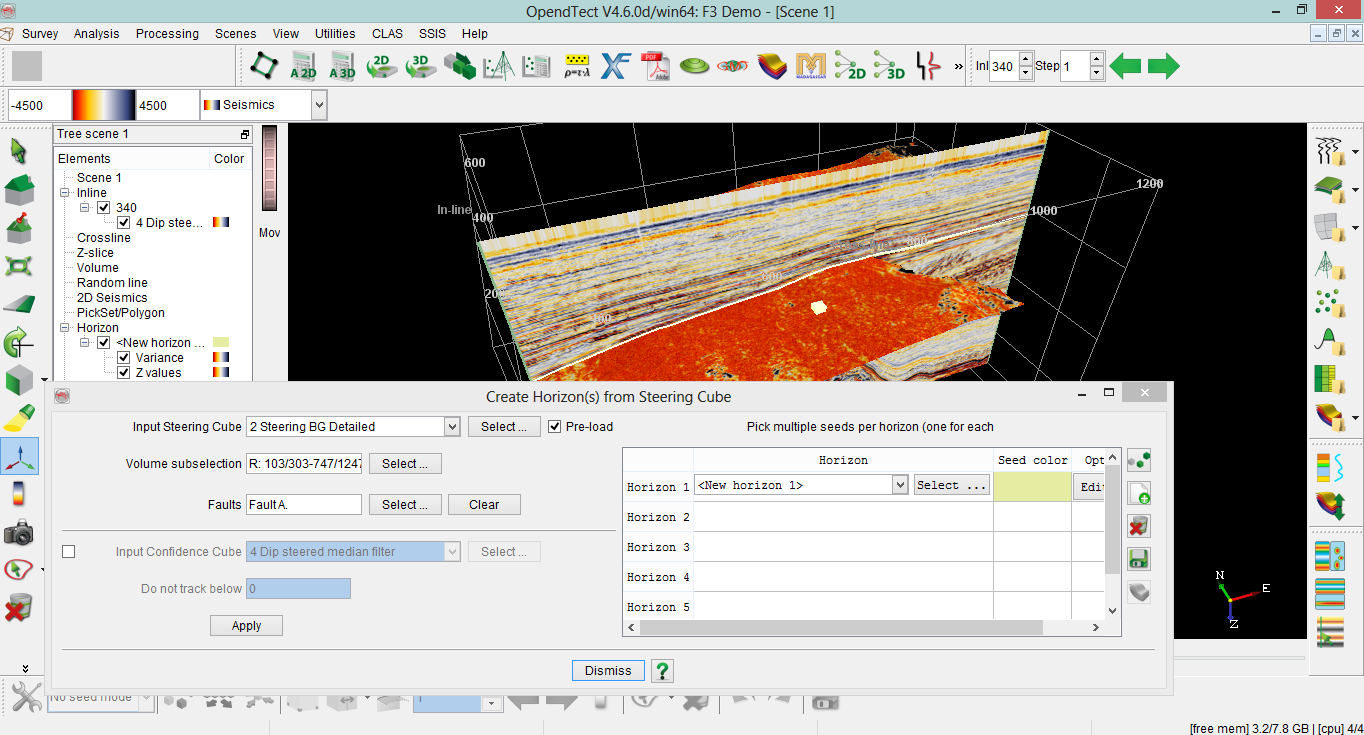 OpendTect V4.6.0d/win64: F3 Demo - [Scene 1]
Survey Analysis Processing Scenes View Utilities CLAS SSIS Help
A 2D A 3D 2D 3D ρ=τ·λ XF PDF MADAGASCAR 2D 3D » Inl 340 Step 1
-4500 4500 Seismics
Tree scene 1
Elements Color
Scene 1
Inline
340
4 Dip stee...
Crossline
Z-slice
Volume
Random line
2D Seismics
PickSet/Polygon
Horizon
<New horizon ...
Variance
Z values
Mov
600
In-line
400
200
1200
1000
800
600
Create Horizon(s) from Steering Cube
Input Steering Cube 2 Steering BG Detailed Select ... Pre-load
Volume subselection R: 103/303-747/1247 Select ...
Faults Fault A. Select ... Clear
Input Confidence Cube 4 Dip steered median filter Select ...
Do not track below 0
Apply
Pick multiple seeds per horizon (one for each
Horizon Seed color Opt
Horizon 1 <New horizon 1> Select ... Edi
Horizon 2
Horizon 3
Horizon 4
Horizon 5
Dismiss ?
N
E
Z
No seed mode 1
[free mem] 3.2/7.8 GB | [cpu] 4/4